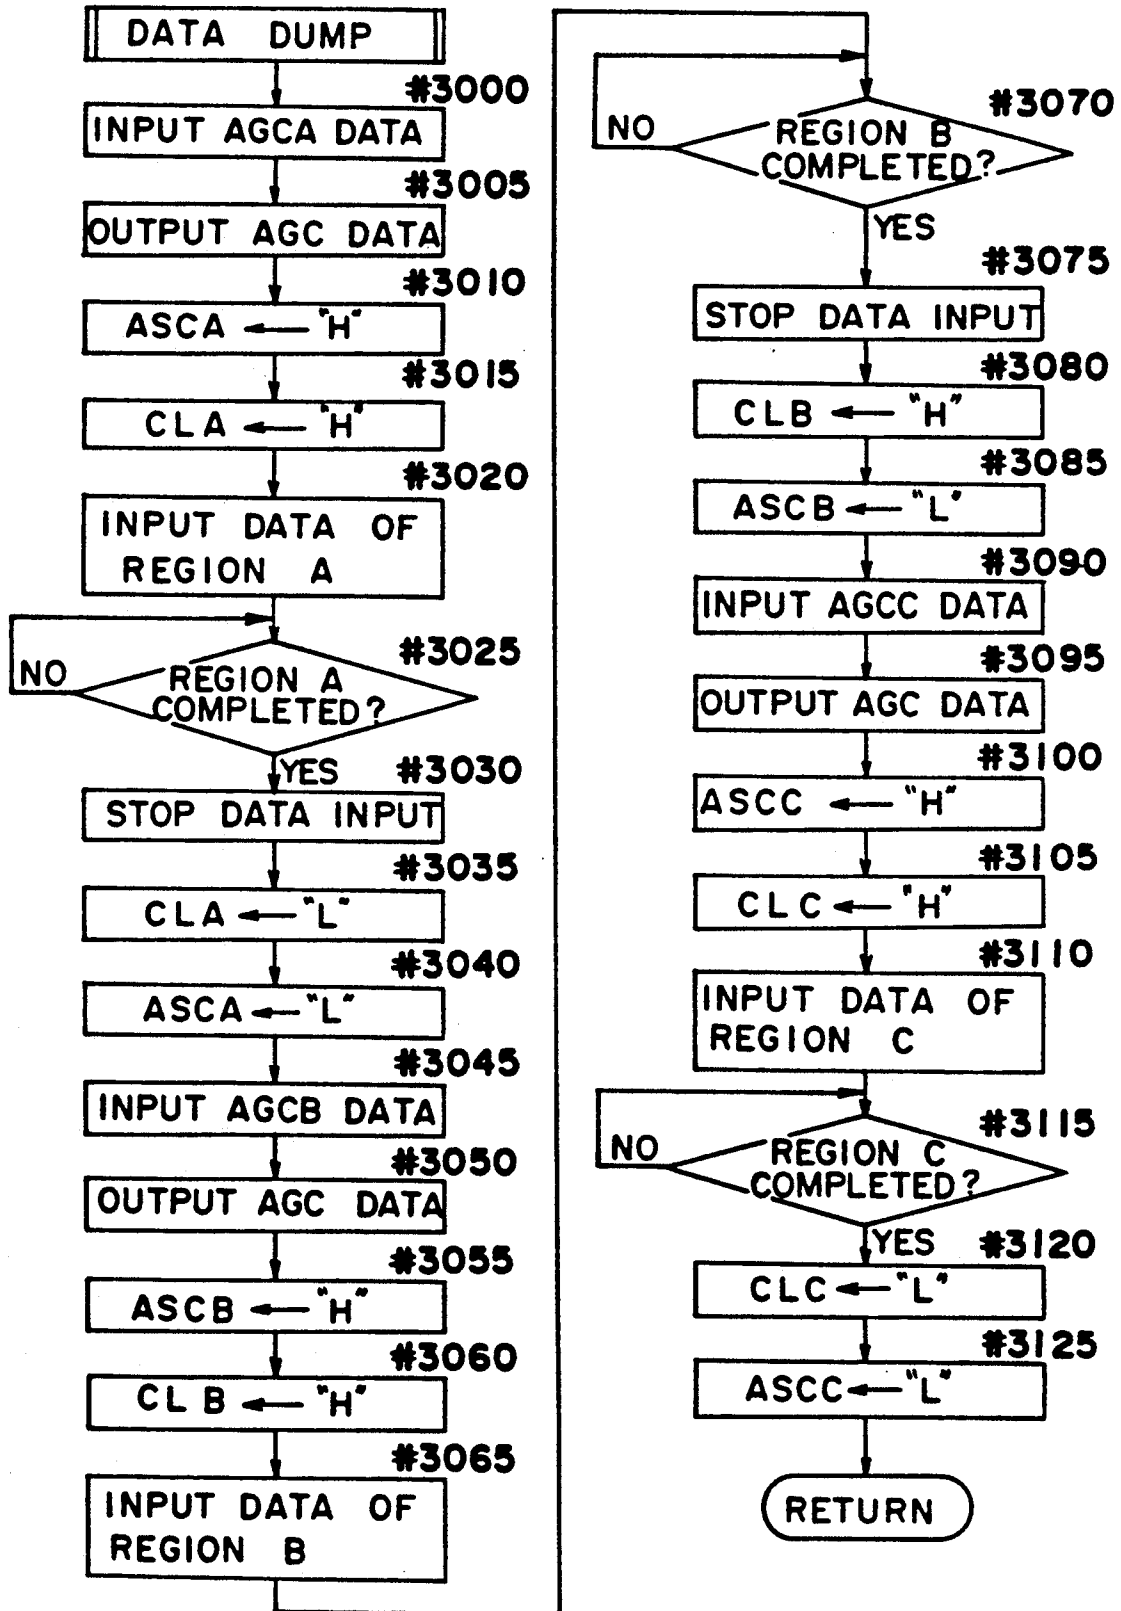 DATA DUMP
#3000
INPUT AGCA DATA
#3005
OUTPUT AGC DATA
#3010
ASCA ← "H"
#3015
CLA ← "H"
#3020
INPUT DATA OF
REGION A
#3025
NO
REGION A
COMPLETED?
YES
#3030
STOP DATA INPUT
#3035
CLA ← "L"
#3040
ASCA ← "L"
#3045
INPUT AGCB DATA
#3050
OUTPUT AGC DATA
#3055
ASCB ← "H"
#3060
CLB ← "H"
#3065
INPUT DATA OF
REGION B
#3070
NO
REGION B
COMPLETED?
YES
#3075
STOP DATA INPUT
#3080
CLB ← "H"
#3085
ASCB ← "L"
#3090
INPUT AGCC DATA
#3095
OUTPUT AGC DATA
#3100
ASCC ← "H"
#3105
CLC ← "H"
#3110
INPUT DATA OF
REGION C
#3115
NO
REGION C
COMPLETED?
YES
#3120
CLC ← "L"
#3125
ASCC ← "L"
RETURN